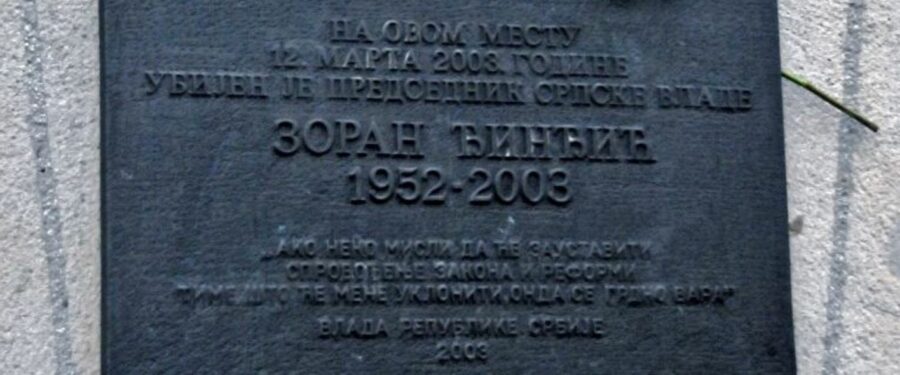 НА ОВОМ МЕСТУ
12. МАРТА 2003. ГОДИНЕ
УБИЈЕН ЈЕ ПРЕДСЕДНИК СРПСКЕ ВЛАДЕ
ЗОРАН ЂИНЂИЋ
1952-2003
„АКО НЕКО МИСЛИ ДА ЋЕ ЗАУСТАВИТИ
СПРОВОЂЕЊЕ ЗАКОНА И РЕФОРМИ
ТИМЕ ШТО ЋЕ МЕНЕ УКЛОНИТИ, ОНДА СЕ ГРДНО ВАРА"
ВЛАДА РЕПУБЛИКЕ СРБИЈЕ
2003